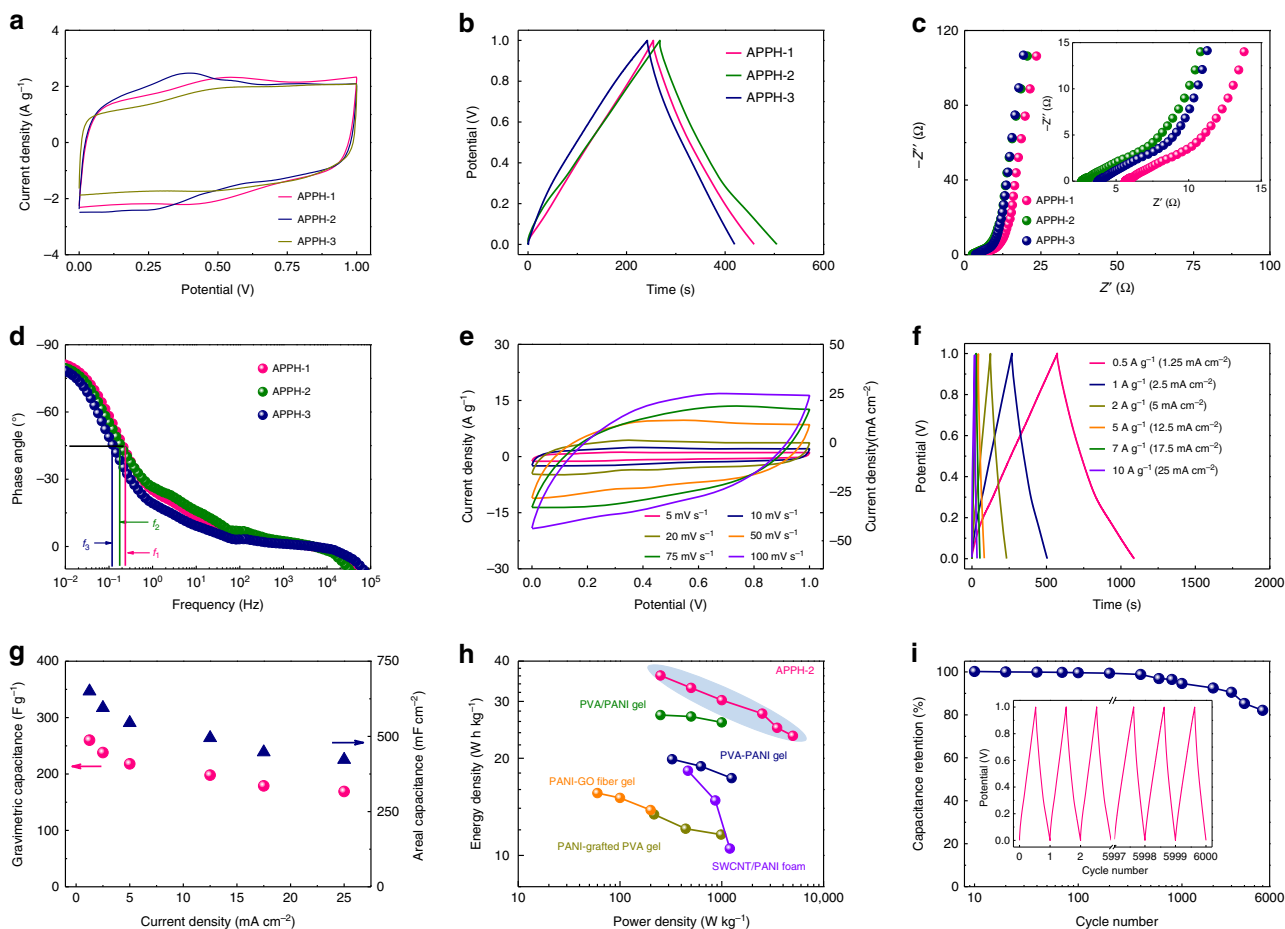 a
Current density (A g⁻¹)
4
2
0
−2
−4
0.00 0.25 0.50 0.75 1.00
Potential (V)
APPH-1
APPH-2
APPH-3
b
Potential (V)
1.0
0.8
0.6
0.4
0.2
0.0
0 200 400 600
Time (s)
APPH-1
APPH-2
APPH-3
c
−Z′′ (Ω)
120
90
60
30
0
0 25 50 75 100
Z′ (Ω)
APPH-1
APPH-2
APPH-3
−Z′′ (Ω)
15
10
5
0
5 10 15
Z′ (Ω)
d
Phase angle (°)
−90
−60
−30
0
10⁻² 10⁻¹ 10⁰ 10¹ 10² 10³ 10⁴ 10⁵
Frequency (Hz)
APPH-1
APPH-2
APPH-3
f₂
f₃
f₁
e
Current density (A g⁻¹)
30
15
0
−15
−30
0.0 0.2 0.4 0.6 0.8 1.0
Potential (V)
Current density(mA cm⁻²)
50
25
0
−25
−50
5 mV s⁻¹ 10 mV s⁻¹
20 mV s⁻¹ 50 mV s⁻¹
75 mV s⁻¹ 100 mV s⁻¹
f
Potential (V)
1.0
0.8
0.6
0.4
0.2
0.0
0 500 1000 1500 2000
Time (s)
0.5 A g⁻¹ (1.25 mA cm⁻²)
1 A g⁻¹ (2.5 mA cm⁻²)
2 A g⁻¹ (5 mA cm⁻²)
5 A g⁻¹ (12.5 mA cm⁻²)
7 A g⁻¹ (17.5 mA cm⁻²)
10 A g⁻¹ (25 mA cm⁻²)
g
Gravimetric capacitance (F g⁻¹)
400
300
200
100
0
0 5 10 15 20 25
Current density (mA cm⁻²)
Areal capacitance (mF cm⁻²)
750
500
250
0
h
Energy density (W h kg⁻¹)
40
30
20
10
10 100 1000 10,000
Power density (W kg⁻¹)
APPH-2
PVA/PANI gel
PVA-PANI gel
PANI-GO fiber gel
PANI-grafted PVA gel
SWCNT/PANI foam
i
Capacitance retention (%)
100
80
60
40
20
0
10 100 1000 6000
Cycle number
Potential (V)
1.0
0.8
0.6
0.4
0.2
0.0
0 1 2 5997 5998 5999 6000
Cycle number